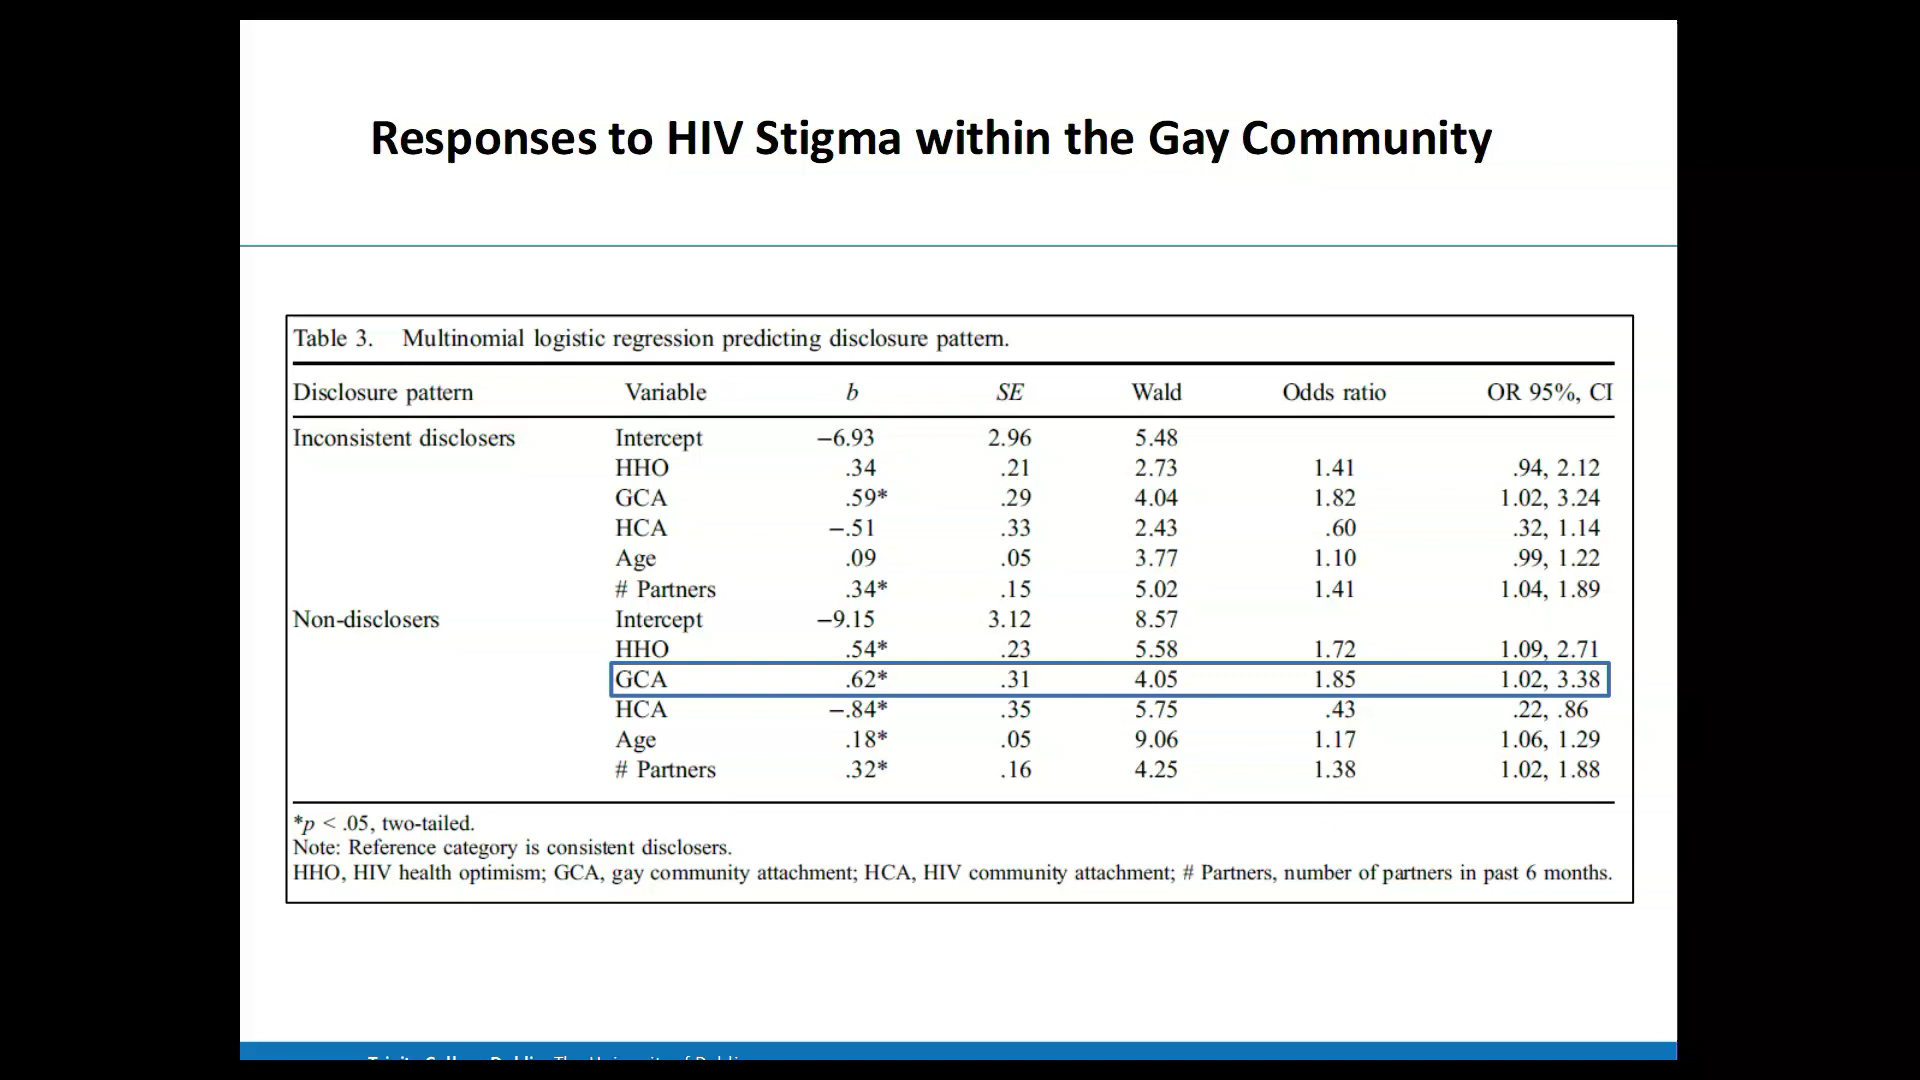 Responses to HIV Stigma within the Gay Community
Table 3. Multinomial logistic regression predicting disclosure pattern.
Disclosure pattern Variable b SE Wald Odds ratio OR 95%, CI
Inconsistent disclosers Intercept −6.93 2.96 5.48
HHO .34 .21 2.73 1.41 .94, 2.12
GCA .59* .29 4.04 1.82 1.02, 3.24
HCA −.51 .33 2.43 .60 .32, 1.14
Age .09 .05 3.77 1.10 .99, 1.22
# Partners .34* .15 5.02 1.41 1.04, 1.89
Non-disclosers Intercept −9.15 3.12 8.57
HHO .54* .23 5.58 1.72 1.09, 2.71
GCA .62* .31 4.05 1.85 1.02, 3.38
HCA −.84* .35 5.75 .43 .22, .86
Age .18* .05 9.06 1.17 1.06, 1.29
# Partners .32* .16 4.25 1.38 1.02, 1.88
*p < .05, two-tailed.
Note: Reference category is consistent disclosers.
HHO, HIV health optimism; GCA, gay community attachment; HCA, HIV community attachment; # Partners, number of partners in past 6 months.